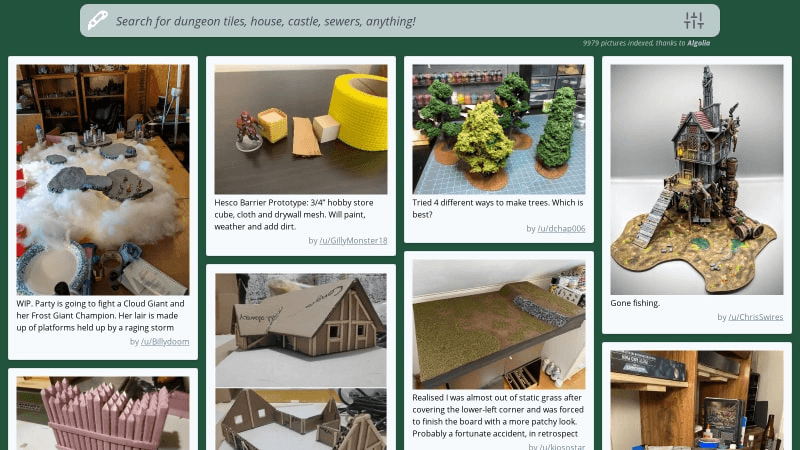 Search for dungeon tiles, house, castle, sewers, anything!
9979 pictures indexed, thanks to Algolia
WIP. Party is going to fight a Cloud Giant and
her Frost Giant Champion. Her lair is made
up of platforms held up by a raging storm
by /u/Billydoom
Hesco Barrier Prototype: 3/4" hobby store
cube, cloth and drywall mesh. Will paint,
weather and add dirt.
by /u/GillyMonster18
Tried 4 different ways to make trees. Which is
best?
by /u/dchap006
Realised I was almost out of static grass after
covering the lower-left corner and was forced
to finish the board with a more patchy look.
Probably a fortunate accident, in retrospect
Gone fishing.
by /u/ChrisSwires